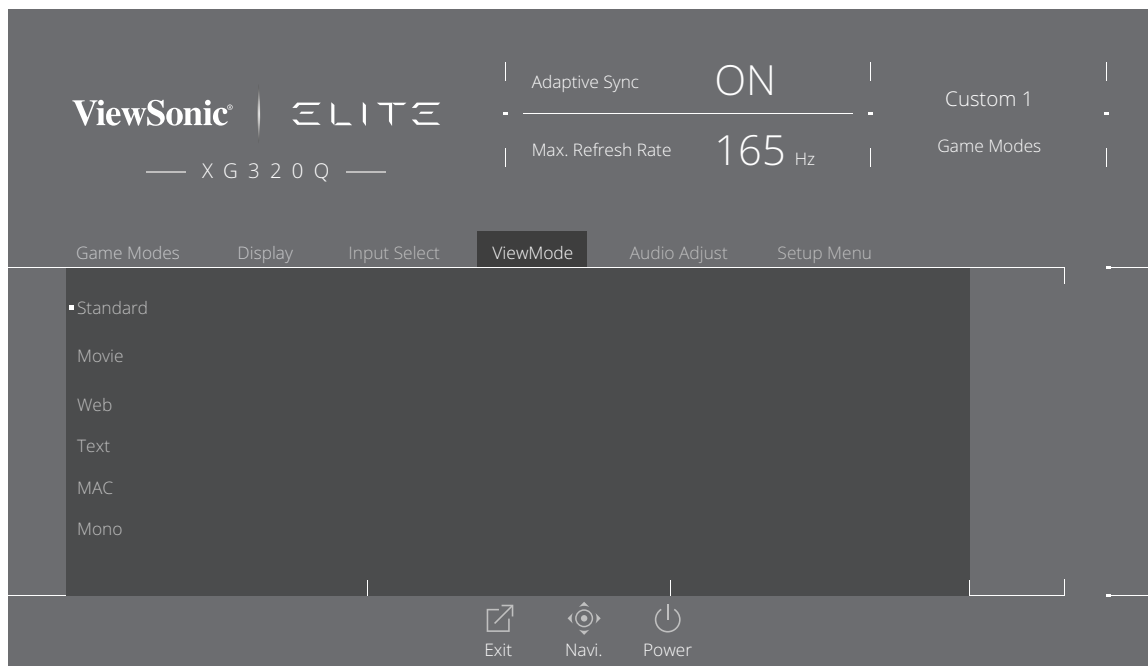 ViewSonic® ELITE
XG320Q
Adaptive Sync ON
Max. Refresh Rate 165 Hz
Custom 1
Game Modes
Game Modes Display Input Select ViewMode Audio Adjust Setup Menu
Standard
Movie
Web
Text
MAC
Mono
Exit Navi. Power